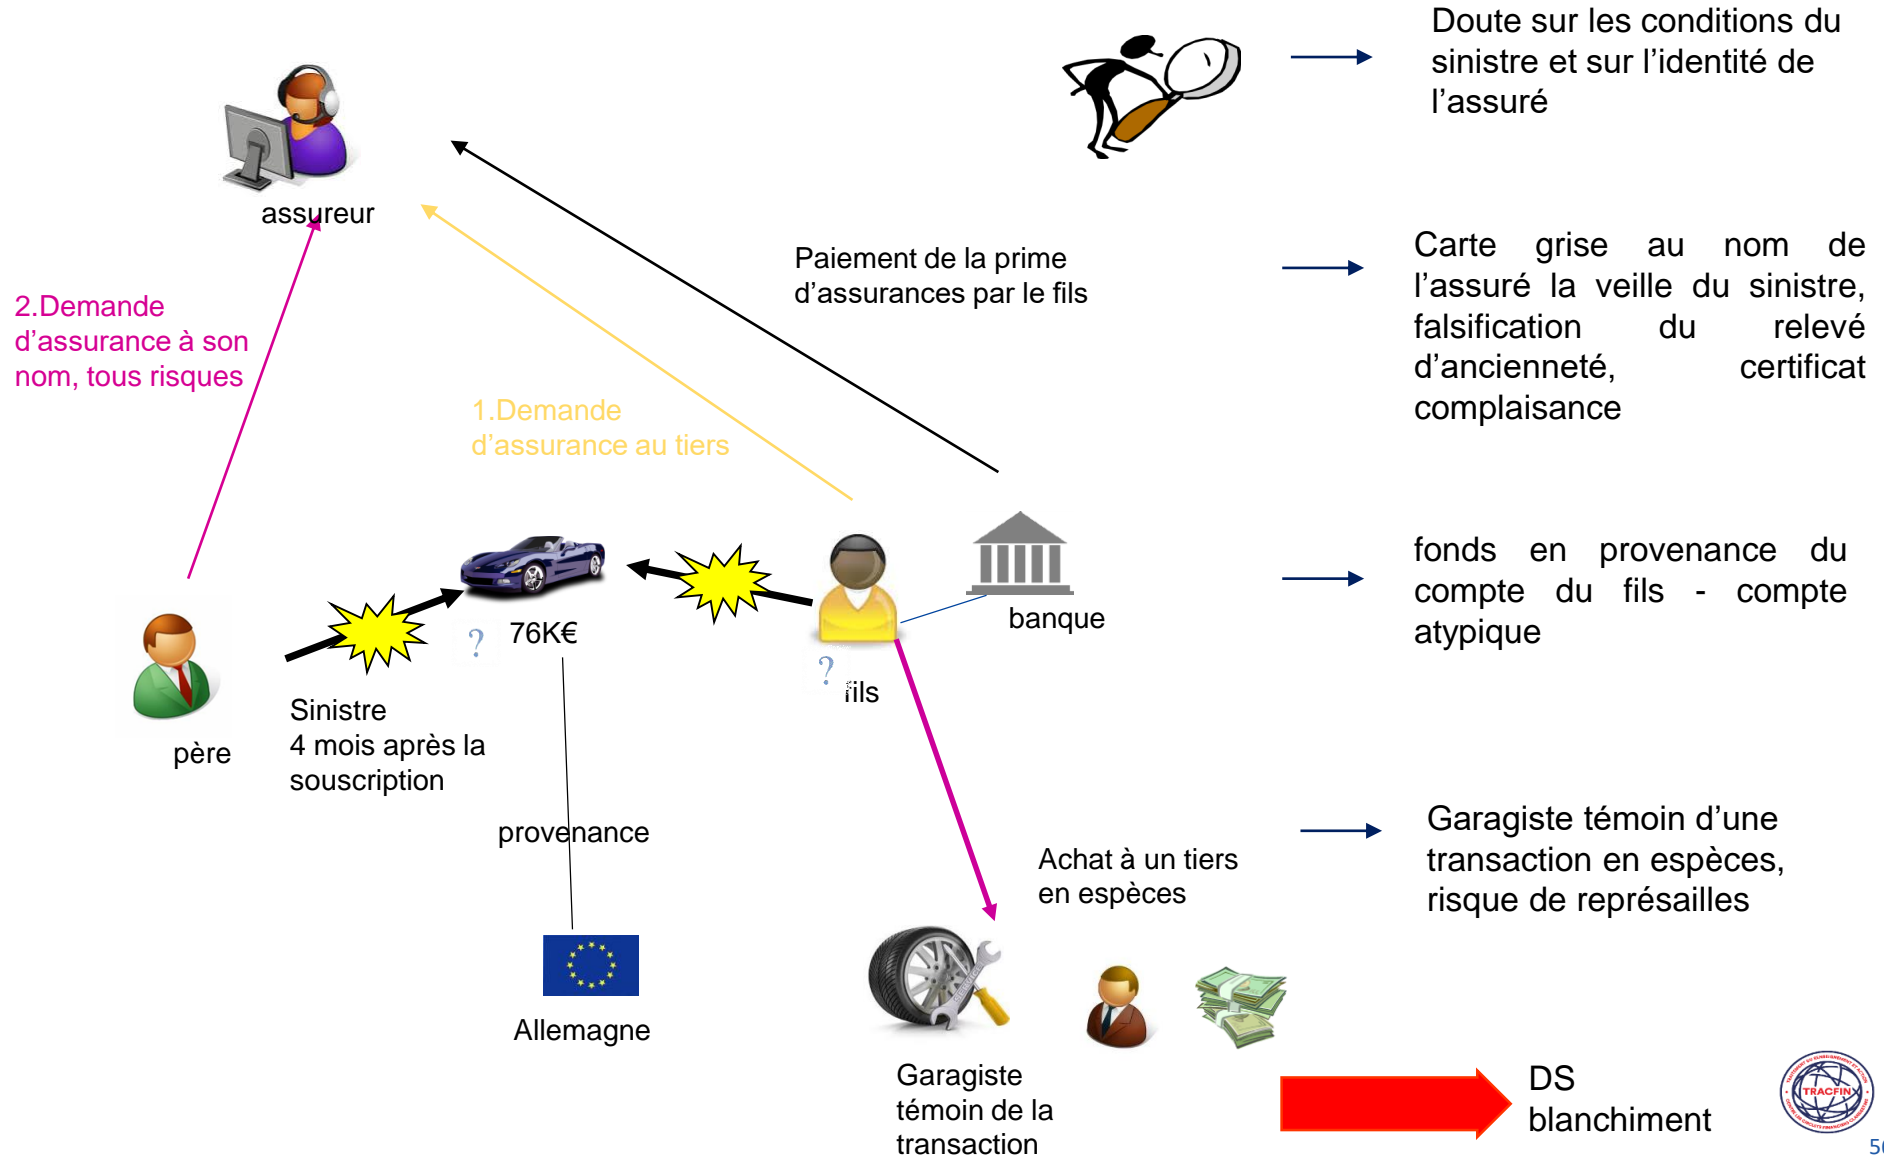 Doute sur les conditions du
sinistre et sur l’identité de
l’assuré
assureur
Paiement de la prime
d’assurances par le fils
Carte grise au nom de
l’assuré la veille du sinistre,
falsification du relevé
d’ancienneté, certificat
complaisance
2.Demande
d’assurance à son
nom, tous risques
1.Demande
d’assurance au tiers
fonds en provenance du
compte du fils - compte
atypique
banque
?
76K€
?
fils
père
Sinistre
4 mois après la
souscription
provenance
Allemagne
Achat à un tiers
en espèces
Garagiste témoin d’une
transaction en espèces,
risque de représailles
Garagiste
témoin de la
transaction
DS
blanchiment
TRACFIN